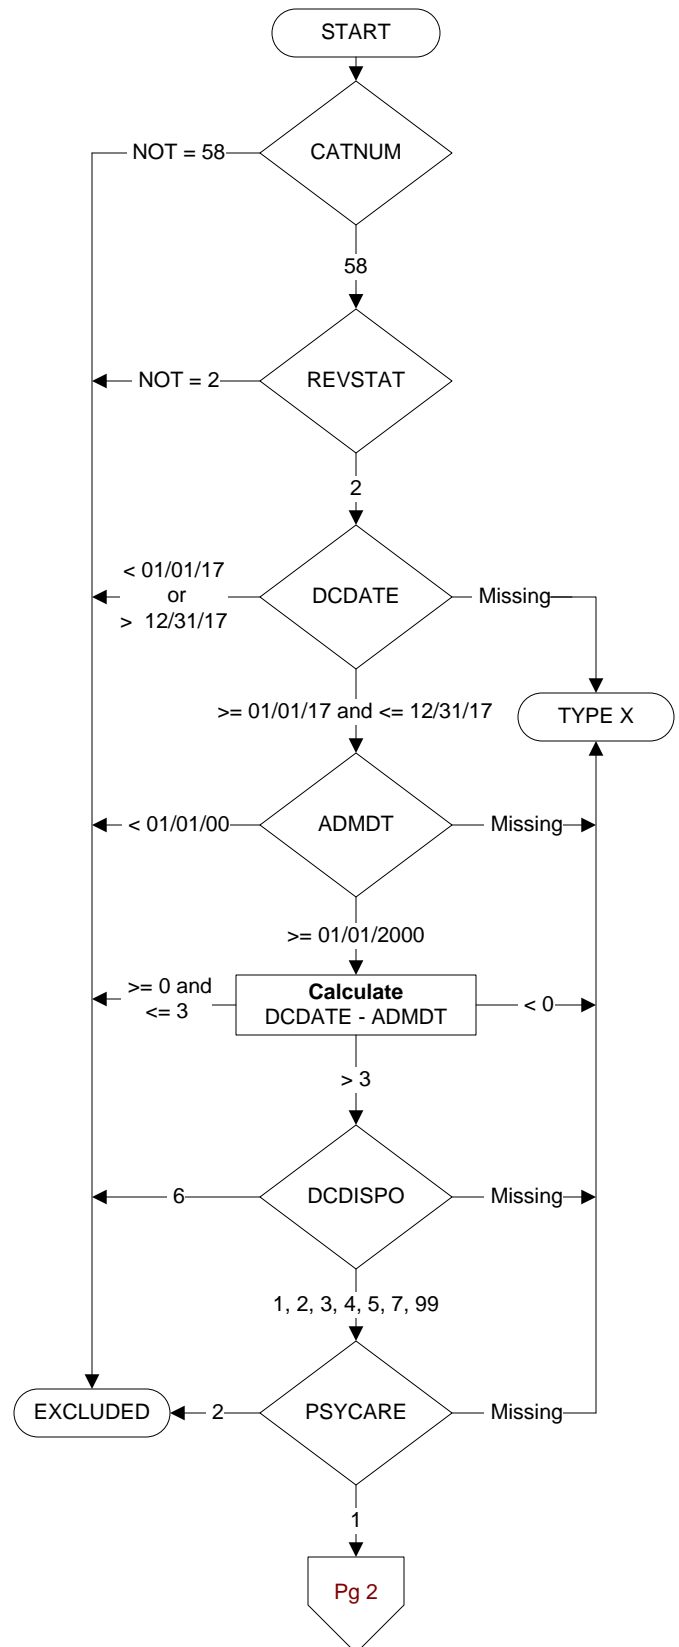 START
CATNUM
NOT = 58
58
REVSTAT
NOT = 2
2
< 01/01/17
or
> 12/31/17
DCDATE
Missing
>= 01/01/17 and <= 12/31/17
TYPE X
ADMDT
< 01/01/00
Missing
>= 01/01/2000
>= 0 and
<= 3
Calculate
DCDATE - ADMDT
< 0
> 3
DCDISPO
6
Missing
1, 2, 3, 4, 5, 7, 99
EXCLUDED
2
PSYCARE
Missing
1
Pg 2